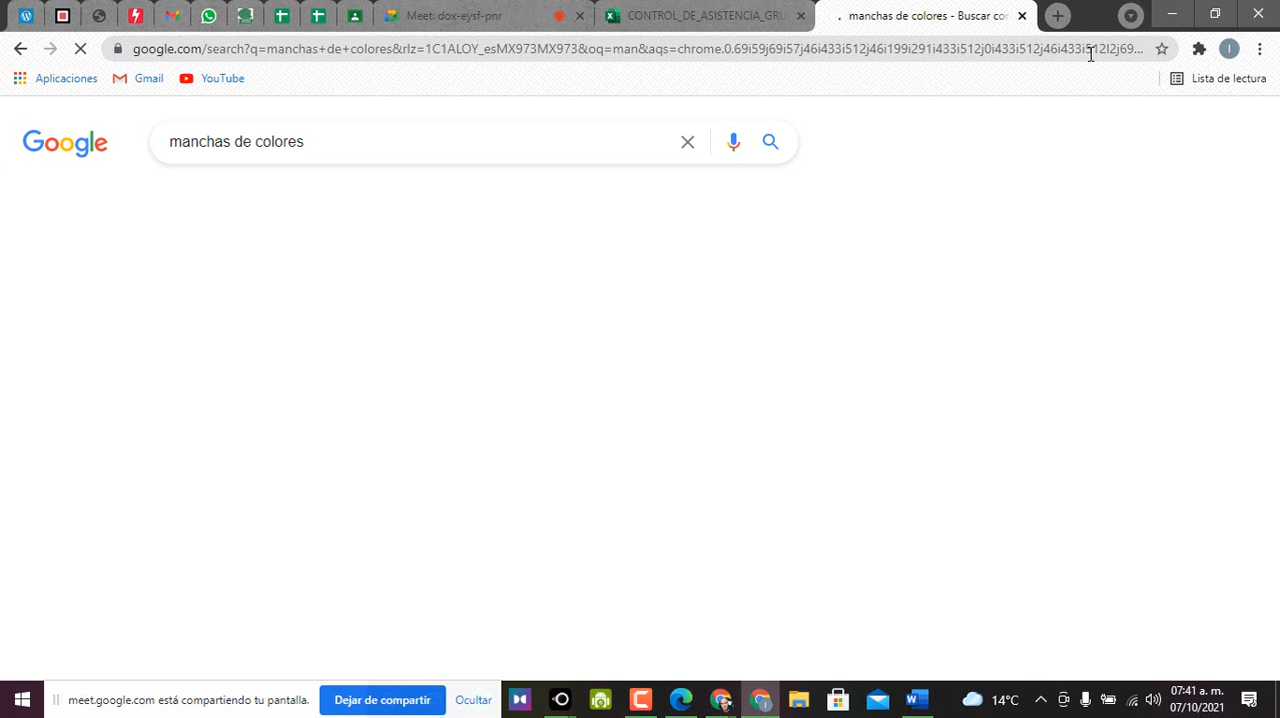 Meet: dox-eysf-pnr
CONTROL_DE_ASISTENCIA_GRU
manchas de colores - Buscar con
google.com/search?q=manchas+de+colores&rlz=1C1ALOY_esMX973MX973&oq=man&aqs=chrome.0.69i59j69i57j46i433i512j46i199i291i433i512j0i433i512j46i433i512l2j69...
Aplicaciones
Gmail
YouTube
Lista de lectura
Google
manchas de colores
meet.google.com está compartiendo tu pantalla.
Dejar de compartir
Ocultar
14°C
07:41 a. m.
07/10/2021